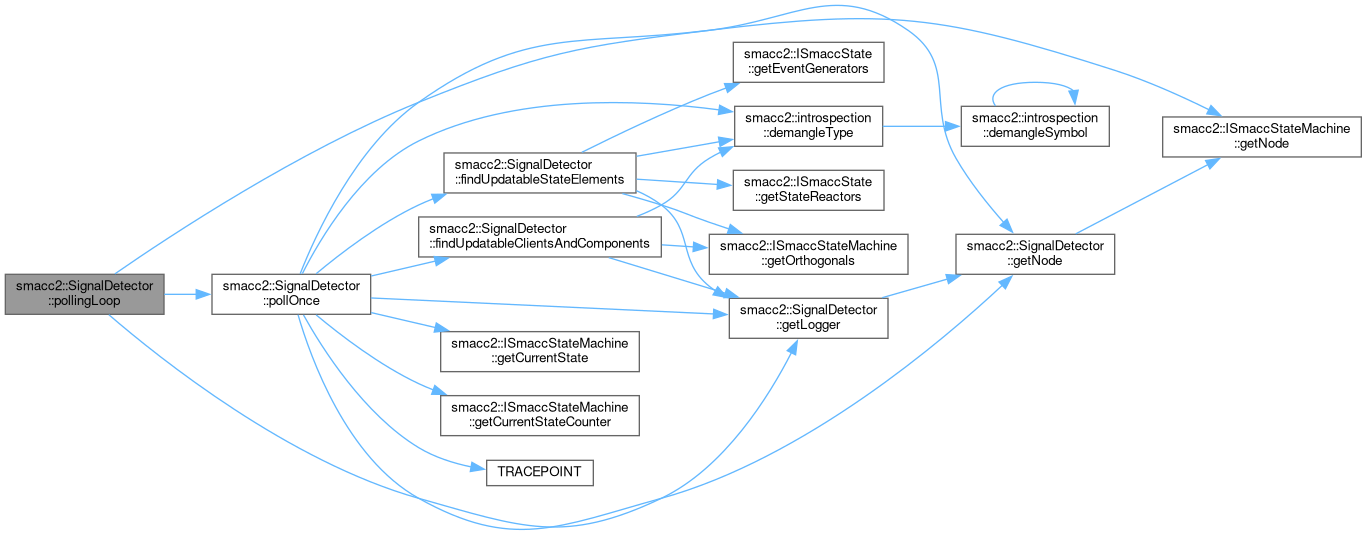 smacc2::SignalDetector
::pollingLoop
smacc2::SignalDetector
::pollOnce
smacc2::SignalDetector
::findUpdatableStateElements
smacc2::SignalDetector
::findUpdatableClientsAndComponents
smacc2::ISmaccStateMachine
::getCurrentState
smacc2::ISmaccStateMachine
::getCurrentStateCounter
TRACEPOINT
smacc2::ISmaccState
::getEventGenerators
smacc2::introspection
::demangleType
smacc2::ISmaccState
::getStateReactors
smacc2::ISmaccStateMachine
::getOrthogonals
smacc2::SignalDetector
::getLogger
smacc2::introspection
::demangleSymbol
smacc2::SignalDetector
::getNode
smacc2::ISmaccStateMachine
::getNode